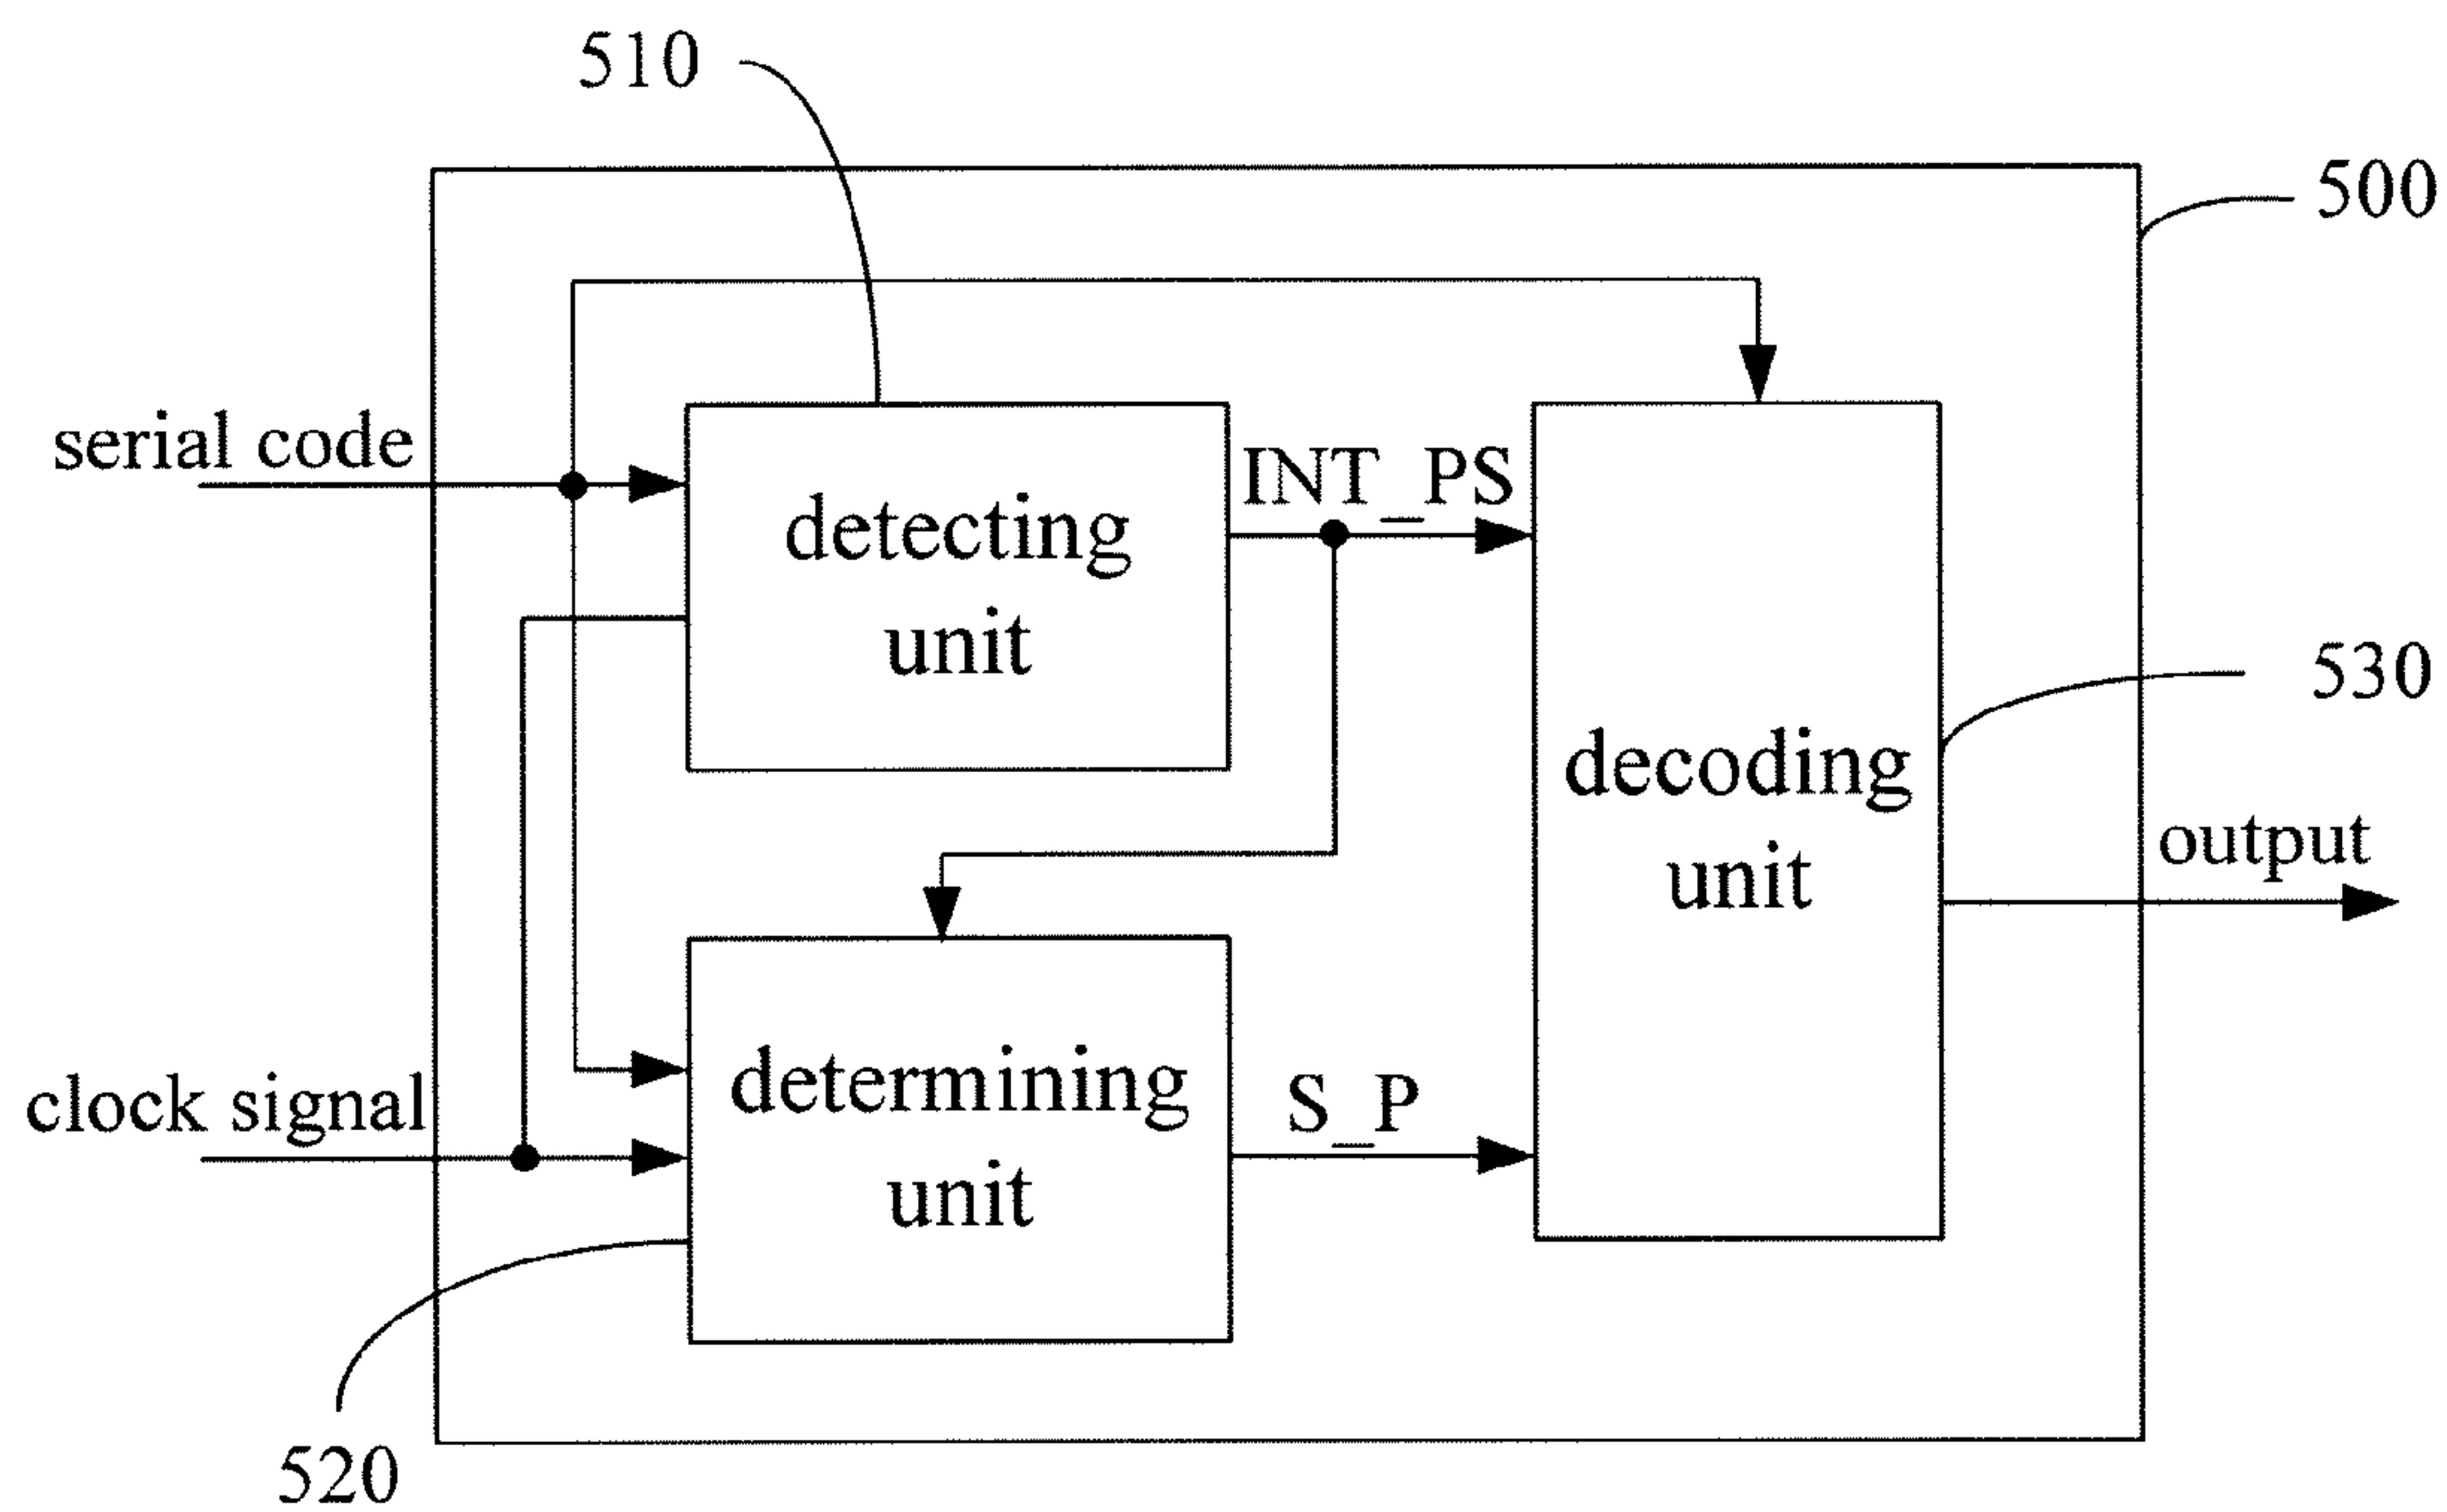 510
500
serial code
INT_PS
detecting
unit
530
decoding
unit
output
clock signal
determining
unit
S_P
520